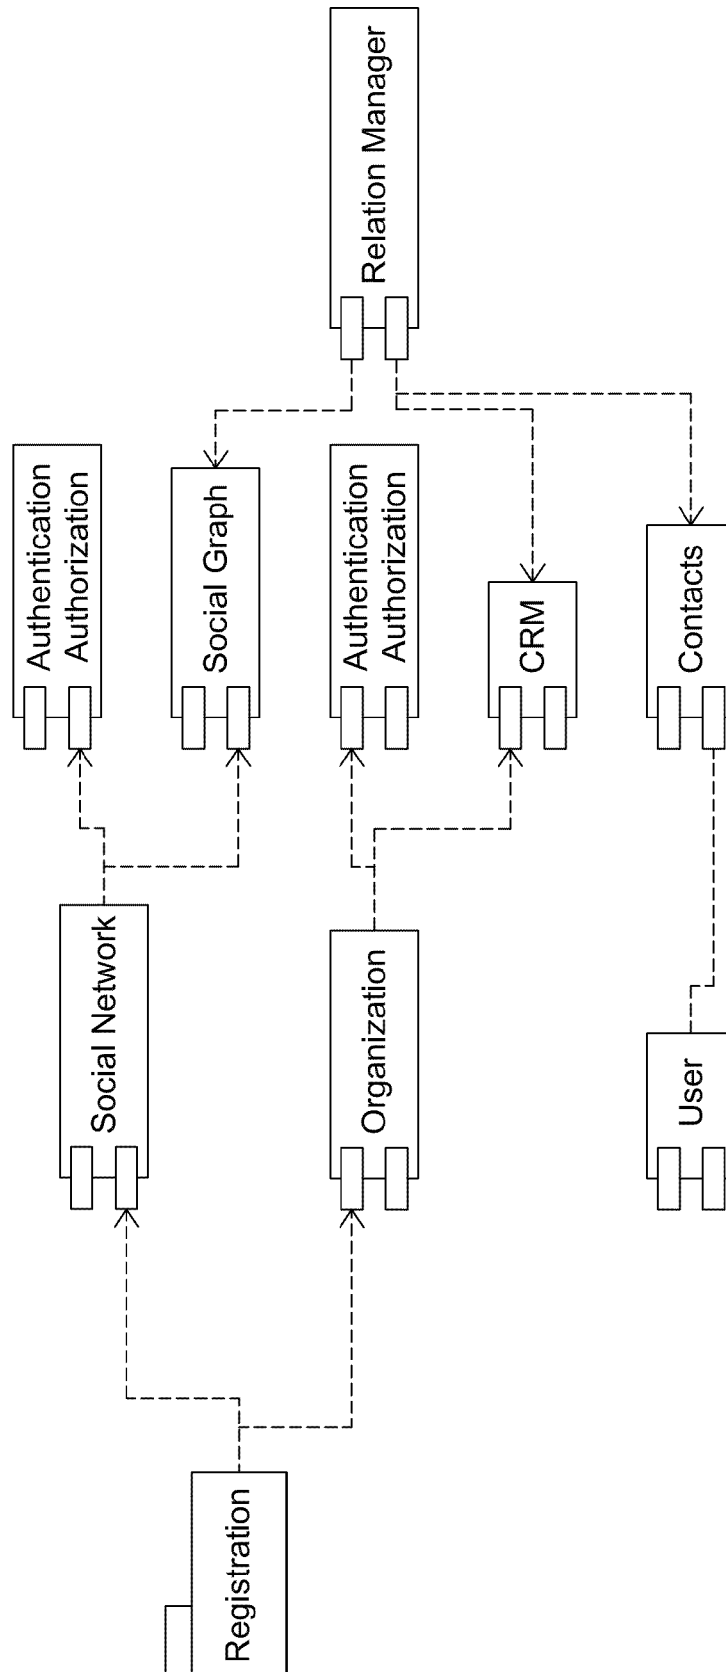 Relation Manager
Authentication
Authorization
Social Graph
Authentication
Authorization
CRM
Contacts
Social Network
Organization
User
Registration